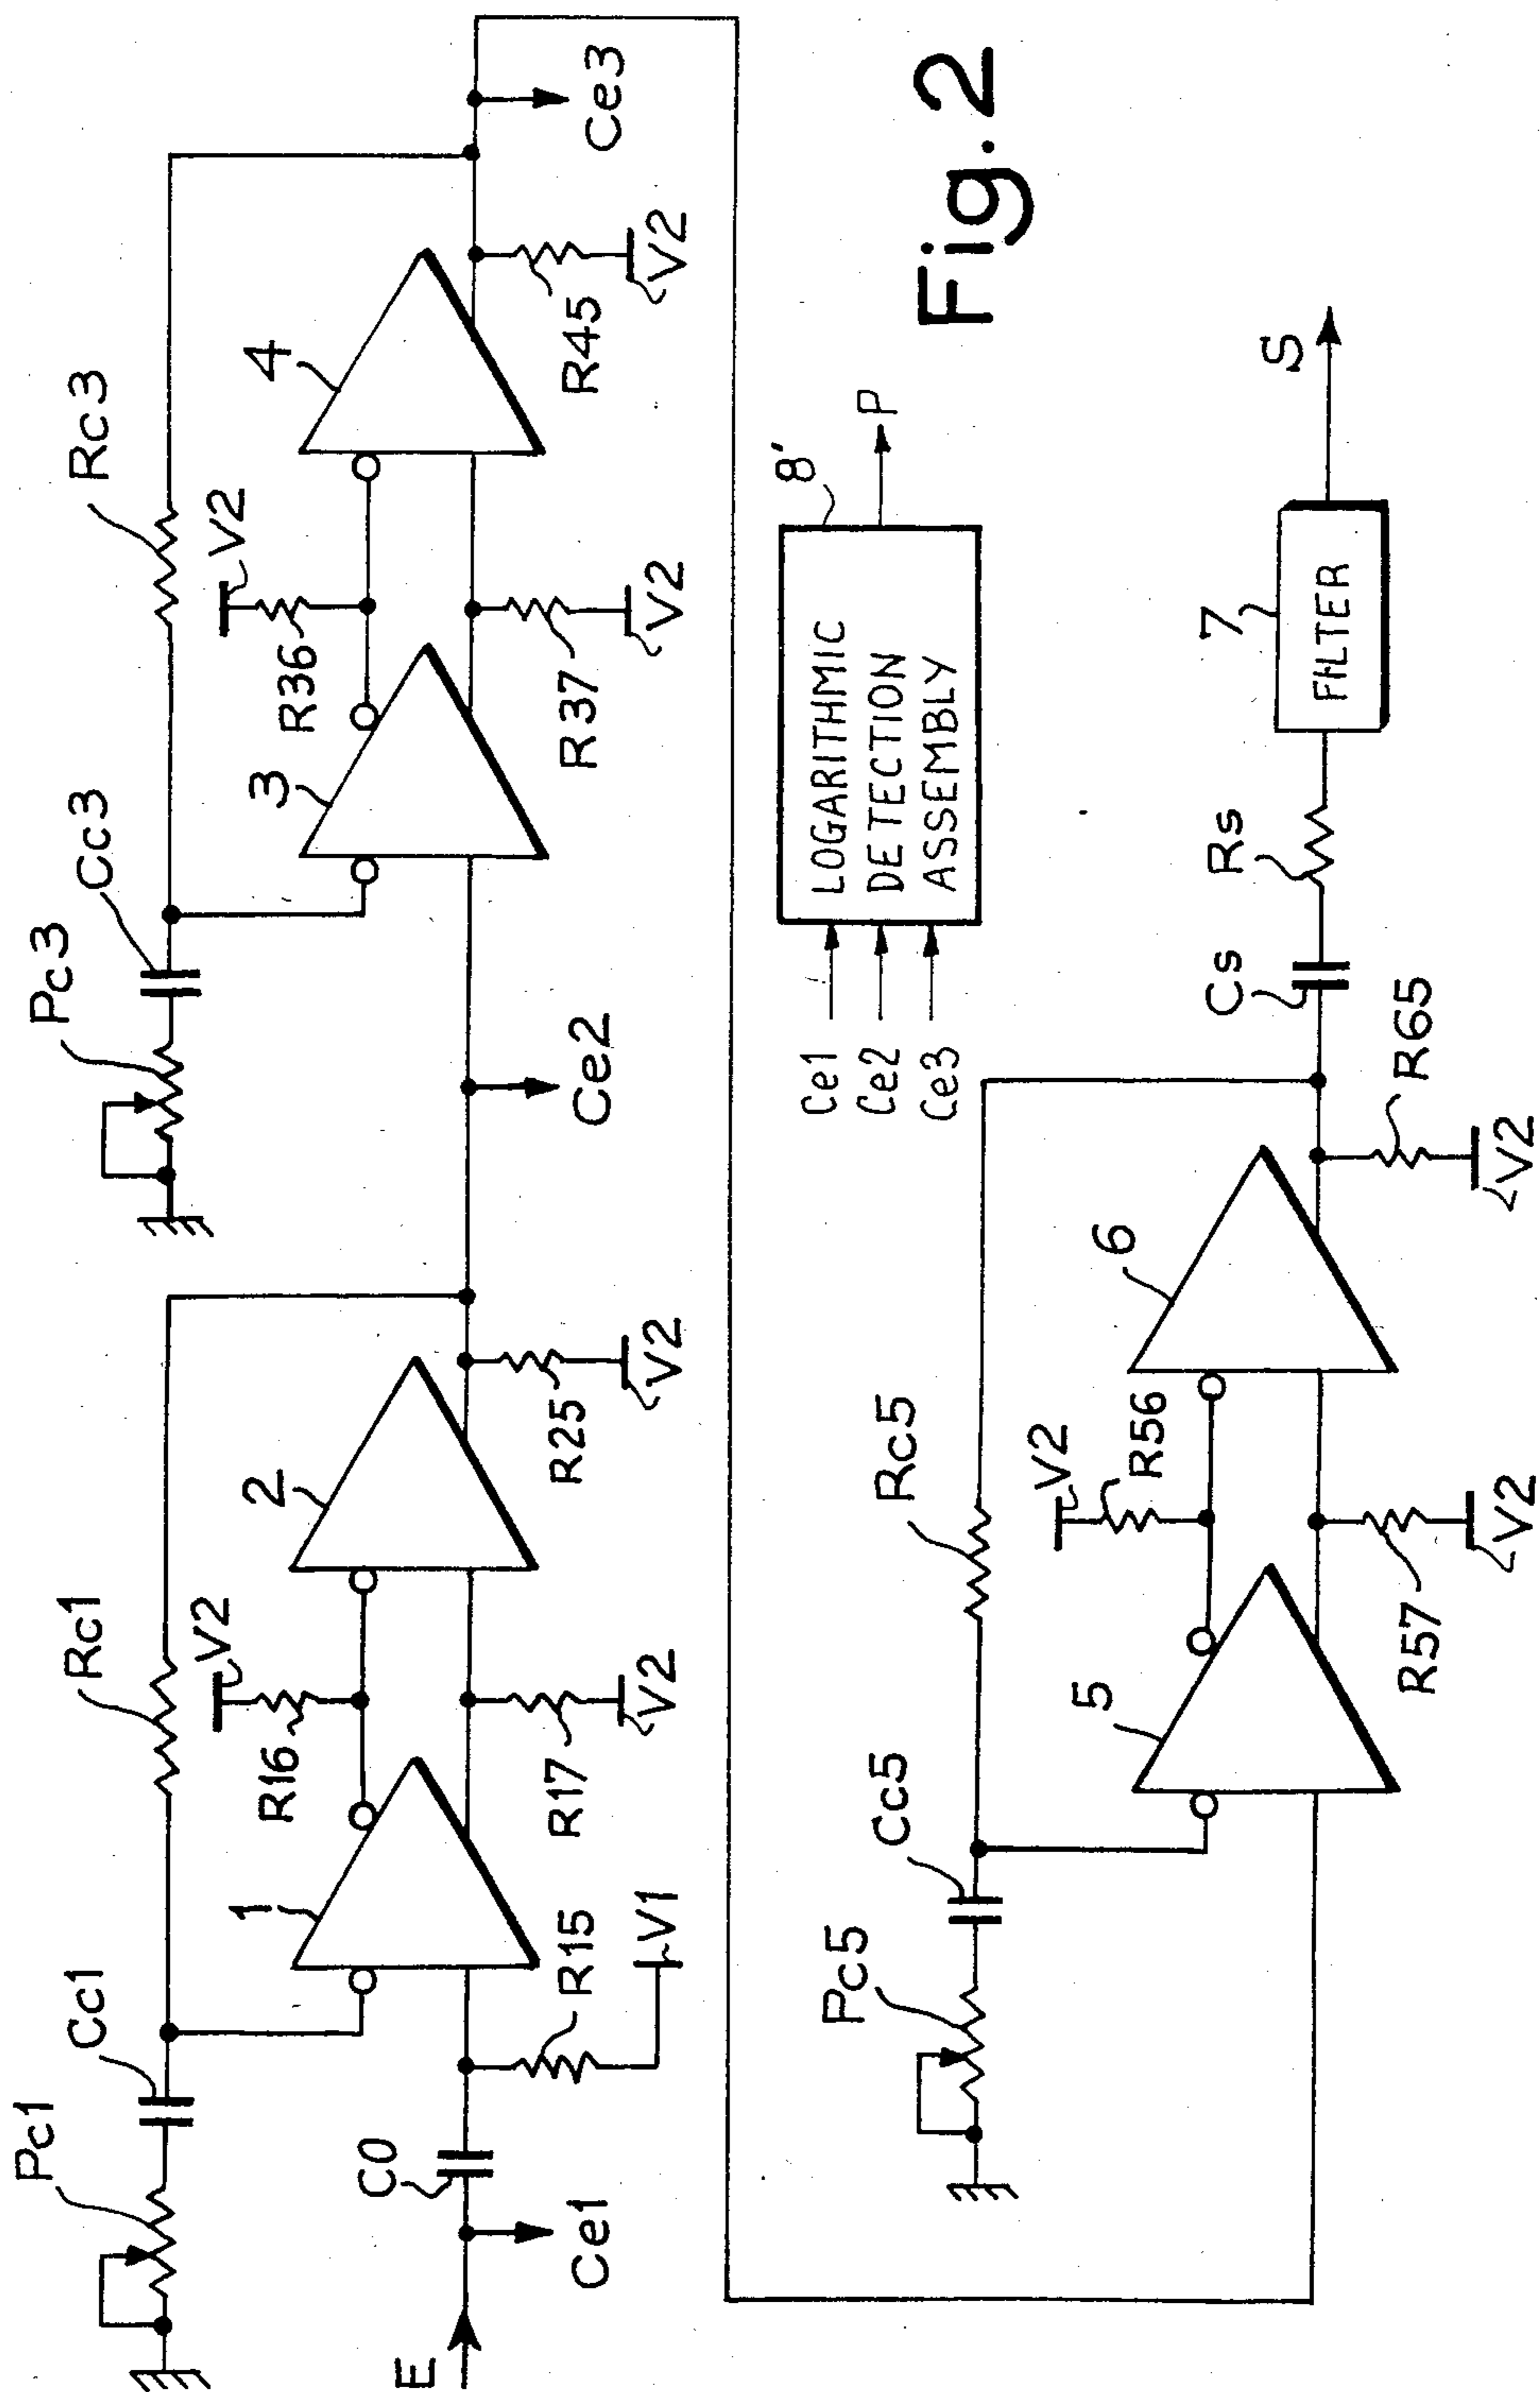 Pc1
Cc1
Rc1
Pc3
Cc3
Rc3
V2
V2
1
R16
2
3
R36
4
E
Ce1
C0
R15
V1
R17
V2
R25
V2
Ce2
R37
V2
R45
V2
Ce3
Ce1
Ce2
Ce3
LOGARITHMIC
DETECTION
ASSEMBLY
8'
P
Fig.2
Pc5
Cc5
Rc5
5
V2
R56
6
R57
V2
R65
V2
Cs
Rs
7
FILTER
S